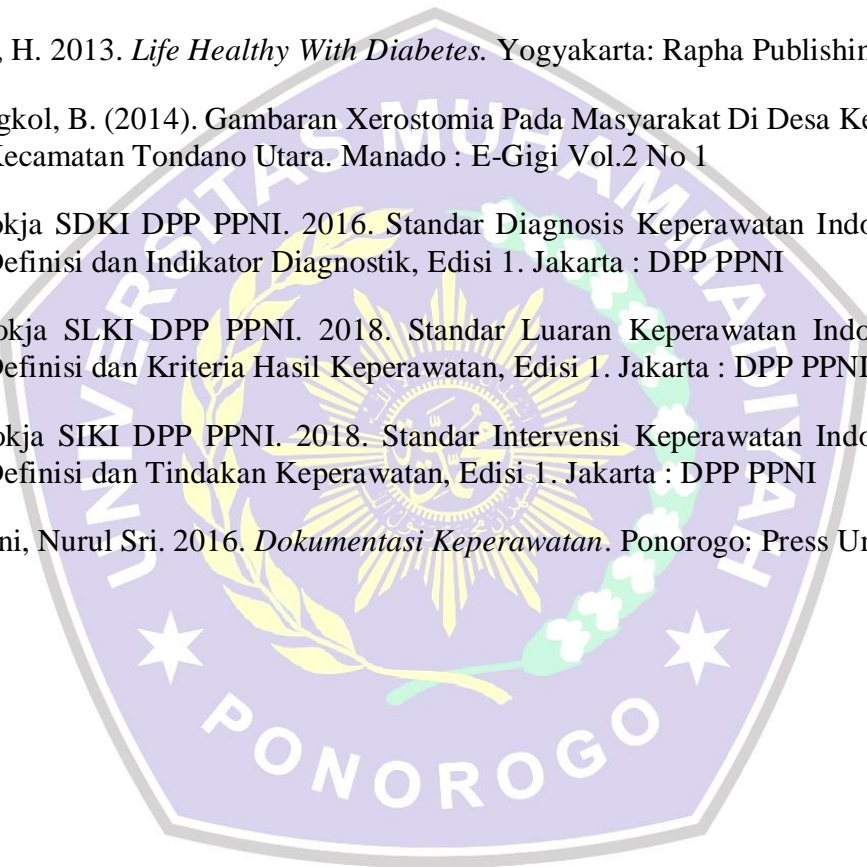 , H. 2013. Life Healthy With Diabetes. Yogyakarta: Rapha Publishin
gkol, B. (2014). Gambaran Xerostomia Pada Masyarakat Di Desa Ke
Kecamatan Tondano Utara. Manado : E-Gigi Vol.2 No 1
okja SDKI DPP PPNI. 2016. Standar Diagnosis Keperawatan Indo
Definisi dan Indikator Diagnostik, Edisi 1. Jakarta : DPP PPNI
okja SLKI DPP PPNI. 2018. Standar Luaran Keperawatan Indo
Definisi dan Kriteria Hasil Keperawatan, Edisi 1. Jakarta : DPP PPNI
okja SIKI DPP PPNI. 2018. Standar Intervensi Keperawatan Indo
Definisi dan Tindakan Keperawatan, Edisi 1. Jakarta : DPP PPNI
ni, Nurul Sri. 2016. Dokumentasi Keperawatan. Ponorogo: Press Un
UNIVERSITAS MUHAMMADIYAH
PONOROGO